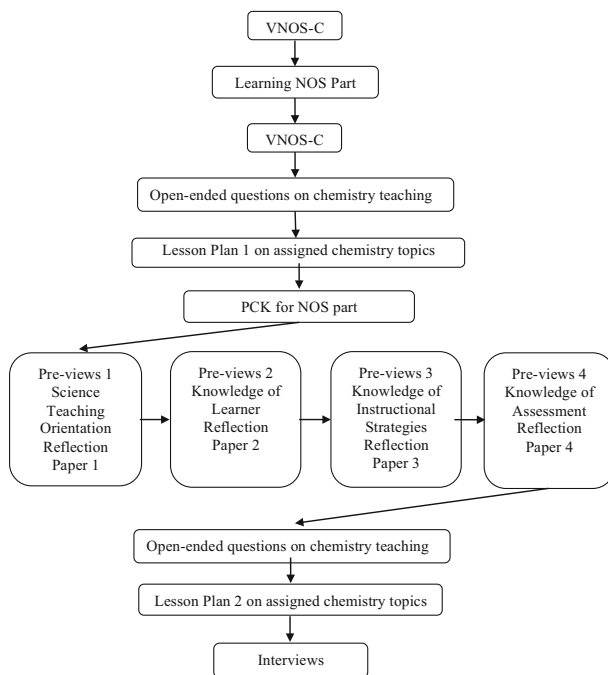 VNOS-C
Learning NOS Part
VNOS-C
Open-ended questions on chemistry teaching
Lesson Plan 1 on assigned chemistry topics
PCK for NOS part
Pre-views 1
Science
Teaching
Orientation
Reflection
Paper 1
Pre-views 2
Knowledge of
Learner
Reflection
Paper 2
Pre-views 3
Knowledge of
Instructional
Strategies
Reflection
Paper 3
Pre-views 4
Knowledge of
Assessment
Reflection
Paper 4
Open-ended questions on chemistry teaching
Lesson Plan 2 on assigned chemistry topics
Interviews